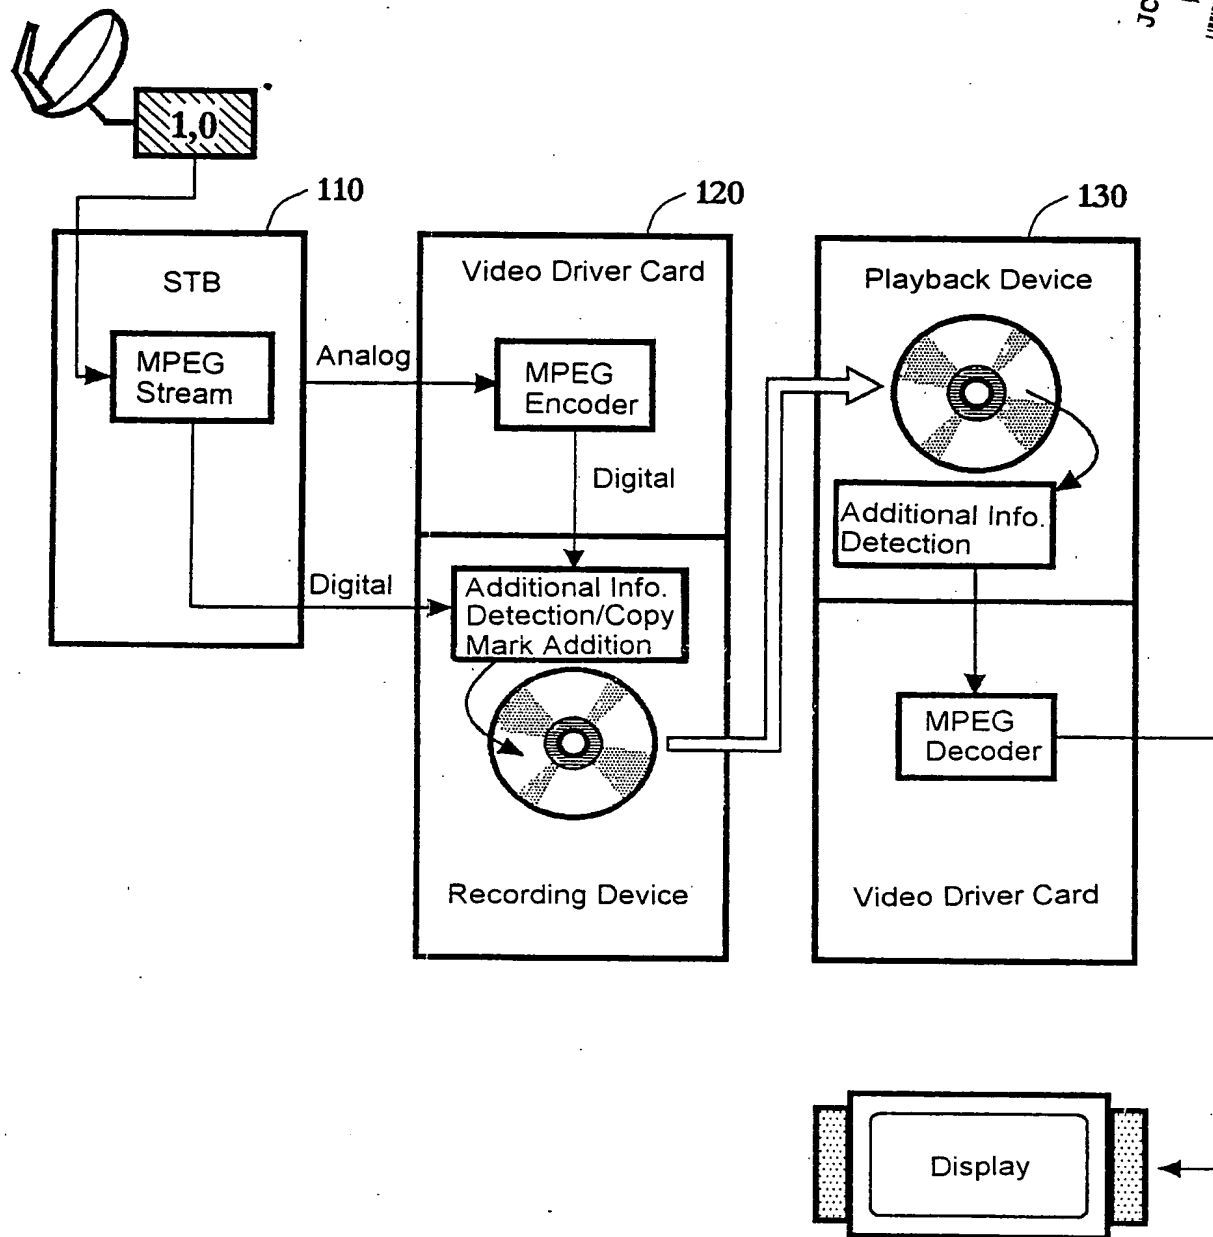 JC
1,0
110
120
130
STB
Video Driver Card
Playback Device
MPEG
Stream
Analog
MPEG
Encoder
Digital
Additional Info.
Detection
Digital
Additional Info.
Detection/Copy
Mark Addition
MPEG
Decoder
Recording Device
Video Driver Card
Display